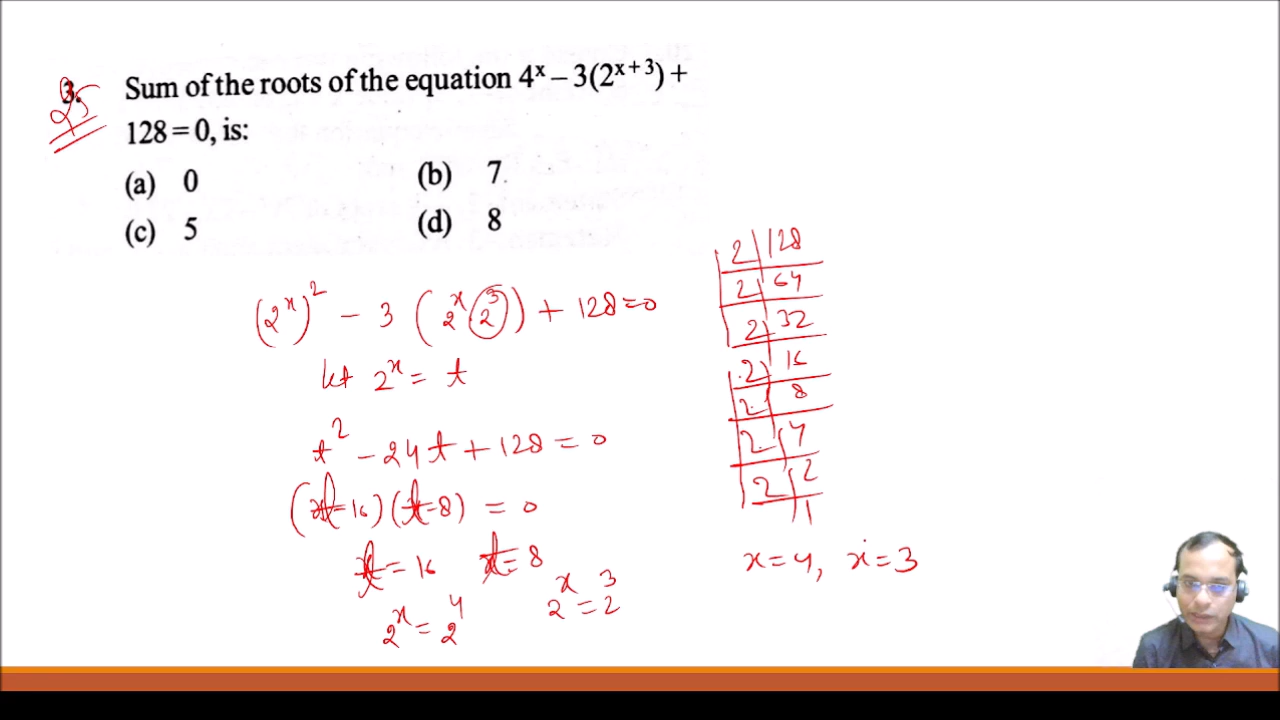 3. Sum of the roots of the equation 4^x – 3(2^{x+3}) +
25
128 = 0, is:
(a) 0 (b) 7
(c) 5 (d) 8
(2^x)^2 - 3 (2^x 2^3) + 128 = 0
let 2^x = t
t^2 - 24t + 128 = 0
(t-16)(t-8) = 0
t = 16 t = 8
2^x = 2^4 2^x = 2^3
2 | 128
2 | 64
2 | 32
2 | 16
2 | 8
2 | 4
2 | 2
1
x = 4, x = 3